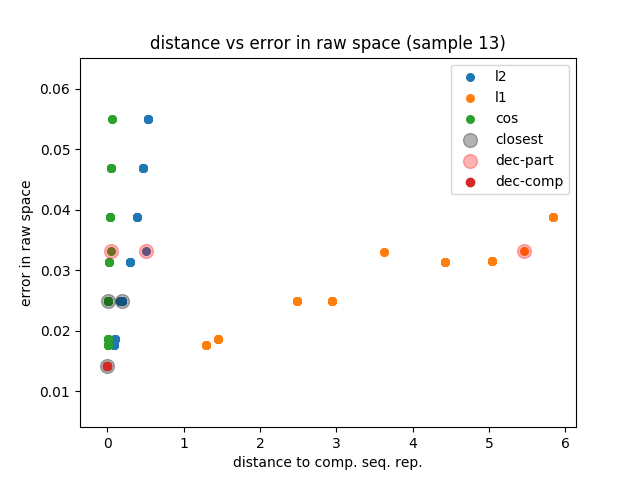 distance vs error in raw space (sample 13)
l2
l1
cos
closest
dec-part
dec-comp
error in raw space
0.06
0.05
0.04
0.03
0.02
0.01
0 1 2 3 4 5 6
distance to comp. seq. rep.